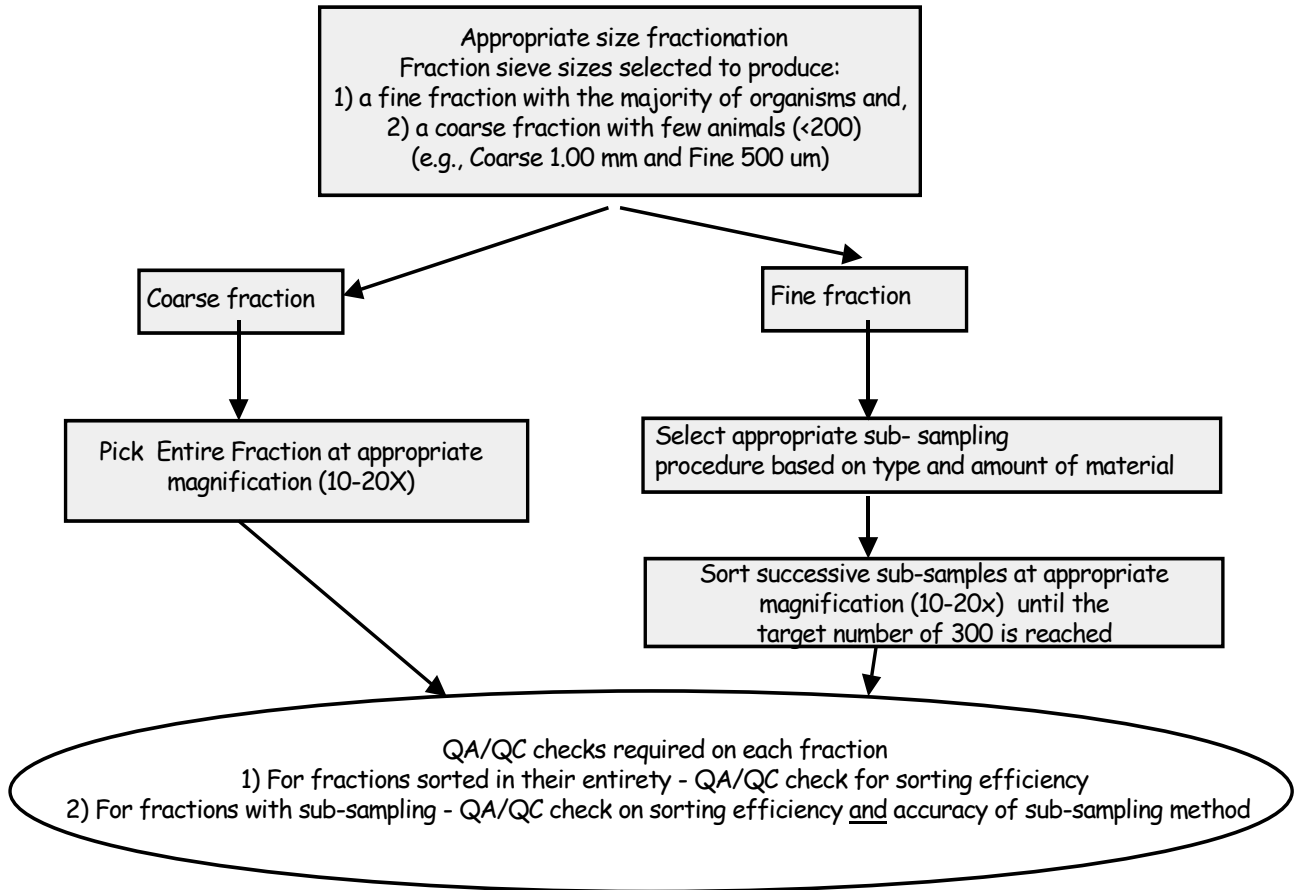 Appropriate size fractionation
Fraction sieve sizes selected to produce:
1) a fine fraction with the majority of organisms and,
2) a coarse fraction with few animals (<200)
(e.g., Coarse 1.00 mm and Fine 500 um)
Coarse fraction
Fine fraction
Pick Entire Fraction at appropriate
magnification (10-20X)
Select appropriate sub- sampling
procedure based on type and amount of material
Sort successive sub-samples at appropriate
magnification (10-20x) until the
target number of 300 is reached
QA/QC checks required on each fraction
1) For fractions sorted in their entirety - QA/QC check for sorting efficiency
2) For fractions with sub-sampling - QA/QC check on sorting efficiency and accuracy of sub-sampling method